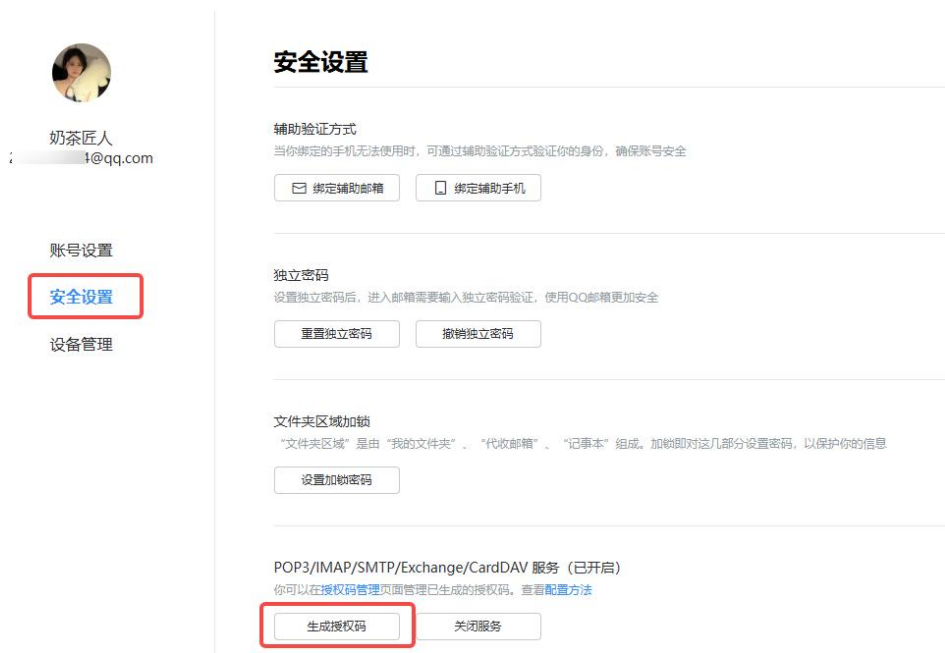 安全设置
奶茶匠人
4@qq.com
账号设置
安全设置
设备管理
辅助验证方式
当你绑定的手机无法使用时，可通过辅助验证方式验证你的身份，确保账号安全
绑定辅助邮箱 绑定辅助手机
独立密码
设置独立密码后，进入邮箱需要输入独立密码验证，使用QQ邮箱更加安全
重置独立密码 撤销独立密码
文件夹区域加锁
“文件夹区域”是由“我的文件夹”、“代收邮箱”、“记事本”组成。加锁即对这几部分设置密码，以保护你的信息
设置加锁密码
POP3/IMAP/SMTP/Exchange/CardDAV 服务（已开启）
你可以在授权码管理页面管理已生成的授权码。查看配置方法
生成授权码 关闭服务